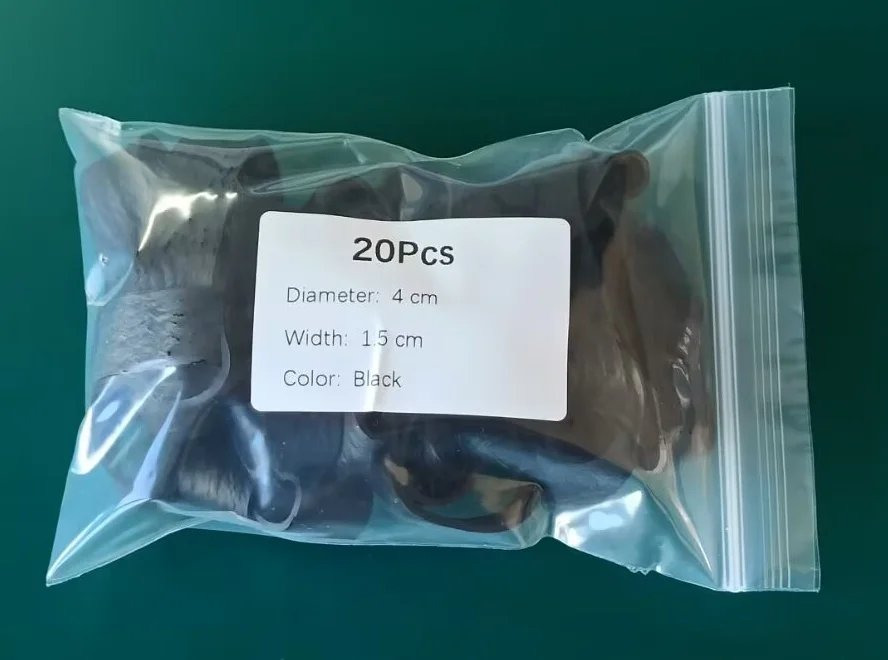 20Pcs
Diameter: 4 cm
Width: 1.5 cm
Color: Black